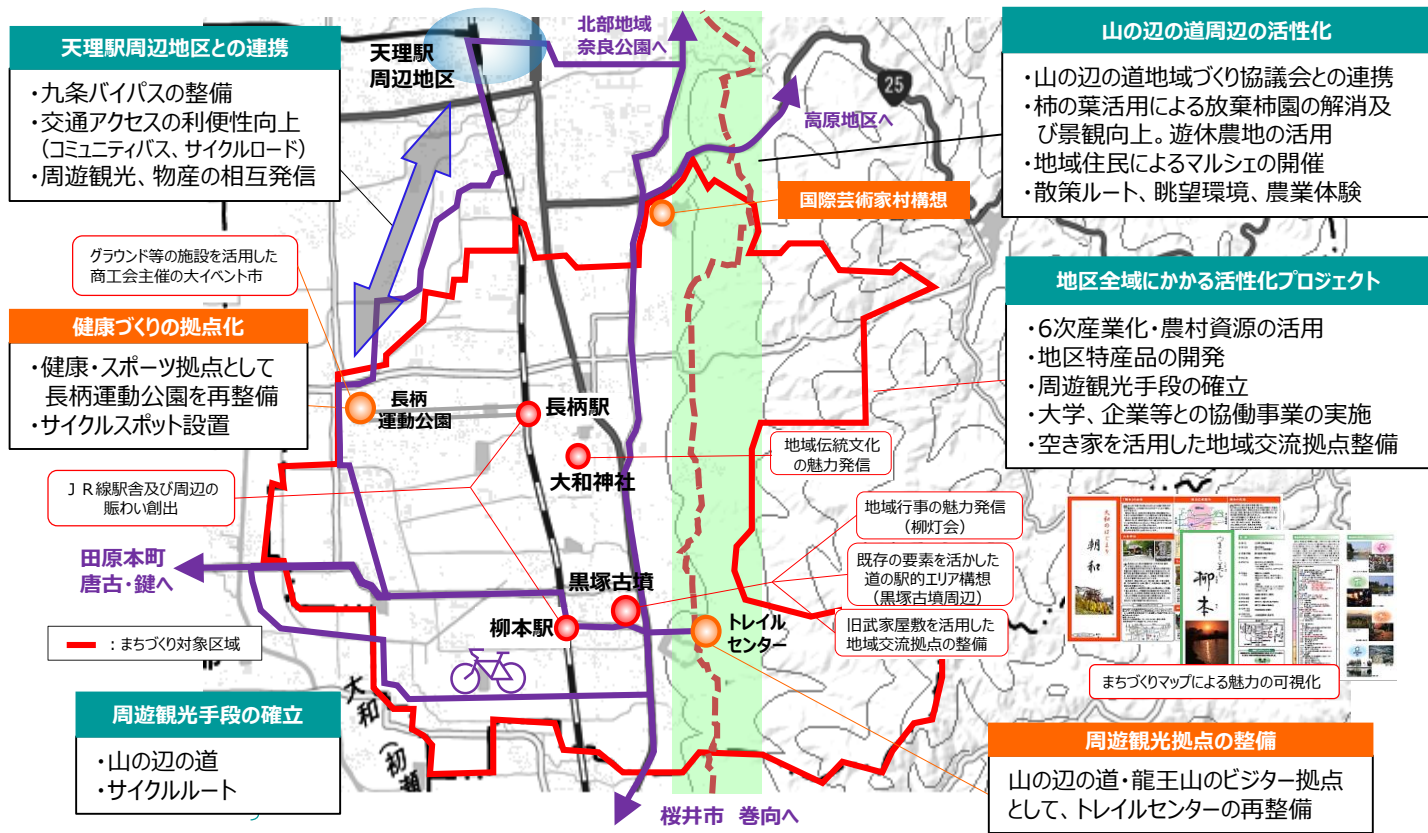 天理駅周辺地区との連携
・九条バイパスの整備
・交通アクセスの利便性向上
（コミュニティバス、サイクルロード）
・周遊観光、物産の相互発信
天理駅
周辺地区
北部地域
奈良公園へ
25
高原地区へ
山の辺の道周辺の活性化
・山の辺の道地域づくり協議会との連携
・柿の葉活用による放棄柿園の解消及
び景観向上。遊休農地の活用
・地域住民によるマルシェの開催
・散策ルート、眺望環境、農業体験
国際芸術家村構想
グラウンド等の施設を活用した
商工会主催の大イベント市
健康づくりの拠点化
・健康・スポーツ拠点として
長柄運動公園を再整備
・サイクルスポット設置
長柄
運動公園
長柄駅
大和神社
地域伝統文化
の魅力発信
地区全域にかかる活性化プロジェクト
・6次産業化・農村資源の活用
・地区特産品の開発
・周遊観光手段の確立
・大学、企業等との協働事業の実施
・空き家を活用した地域交流拠点整備
ＪＲ線駅舎及び周辺の
賑わい創出
地域行事の魅力発信
（柳灯会）
既存の要素を活かした
道の駅的エリア構想
（黒塚古墳周辺）
旧武家屋敷を活用した
地域交流拠点の整備
田原本町
唐古・鍵へ
黒塚古墳
柳本駅
トレイル
センター
：まちづくり対象区域
大和
（初瀬
朝和
柳本
まちづくりマップによる魅力の可視化
周遊観光手段の確立
・山の辺の道
・サイクルルート
桜井市　巻向へ
周遊観光拠点の整備
山の辺の道・龍王山のビジター拠点
として、トレイルセンターの再整備